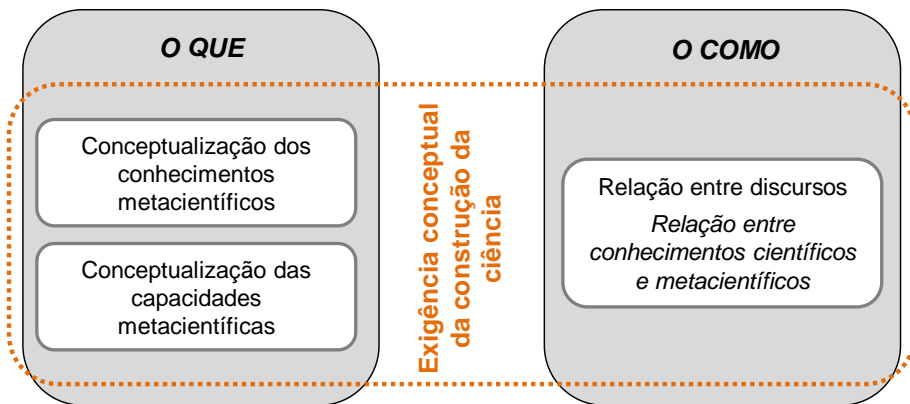 O QUE
Conceptualização dos
conhecimentos
metacientíficos
Conceptualização das
capacidades
metacientíficas
Exigência conceptual
da construção da
ciência
O COMO
Relação entre discursos
Relação entre
conhecimentos científicos
e metacientíficos